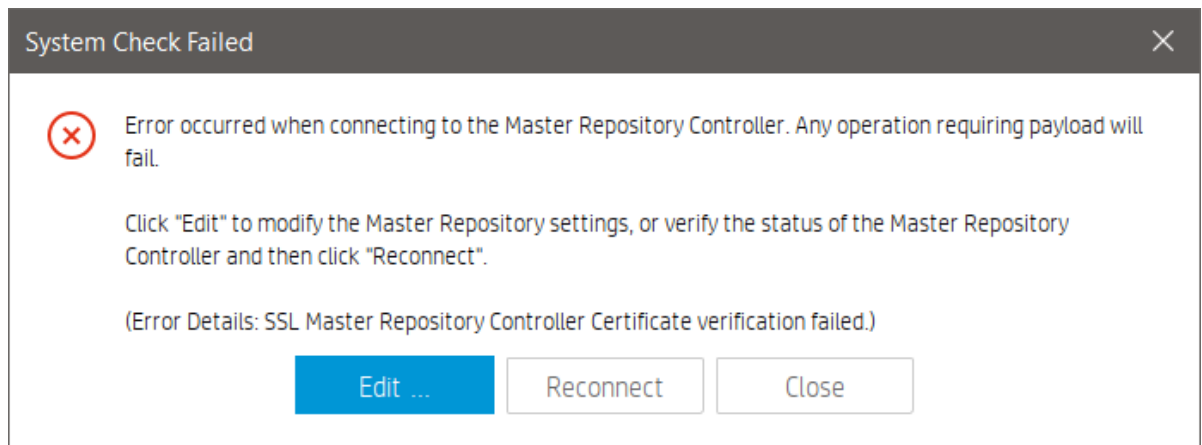 System Check Failed
Error occurred when connecting to the Master Repository Controller. Any operation requiring payload will
fail.
Click "Edit" to modify the Master Repository settings, or verify the status of the Master Repository
Controller and then click "Reconnect".
(Error Details: SSL Master Repository Controller Certificate verification failed.)
Edit ...
Reconnect
Close